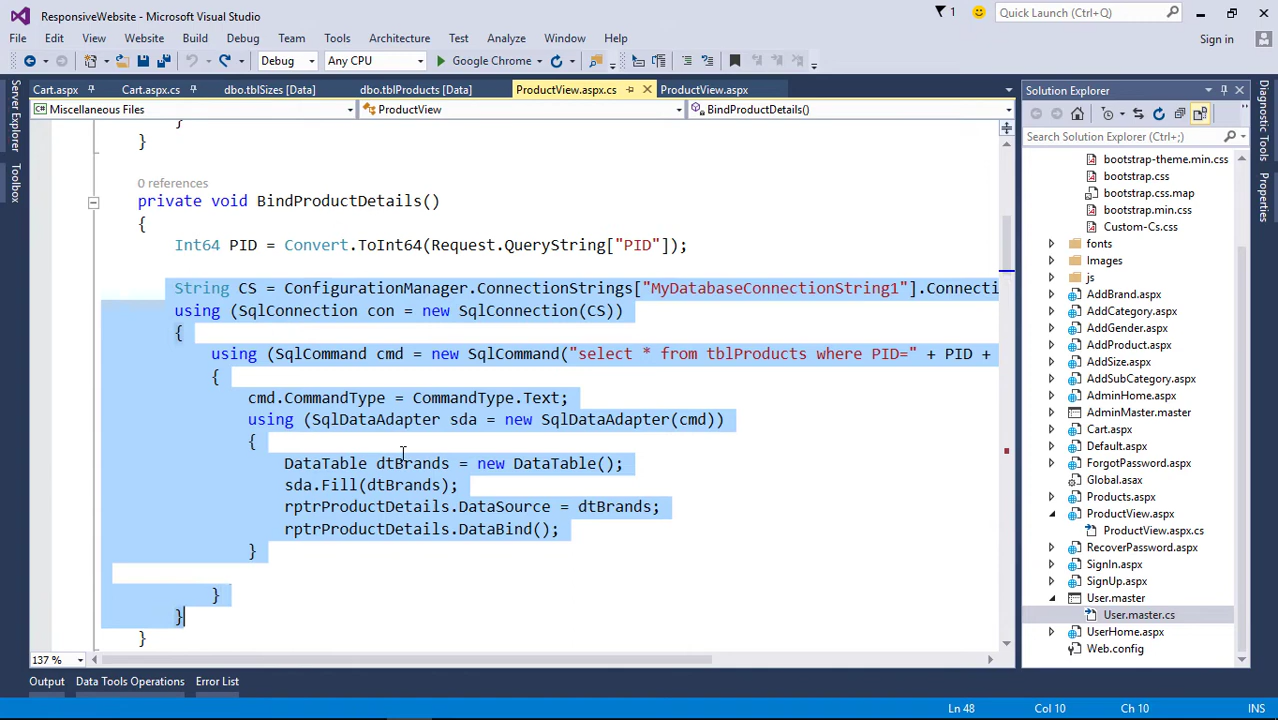 ResponsiveWebsite - Microsoft Visual Studio
1
Quick Launch (Ctrl+Q)
File Edit View Website Build Debug Team Tools Architecture Test Analyze Window Help
Sign in
Debug Any CPU Google Chrome
Cart.aspx Cart.aspx.cs dbo.tblSizes [Data] dbo.tblProducts [Data] ProductView.aspx.cs ProductView.aspx
Miscellaneous Files ProductView BindProductDetails()
Server Explorer
Toolbox
}
}
0 references
private void BindProductDetails()
{
Int64 PID = Convert.ToInt64(Request.QueryString["PID"]);
String CS = ConfigurationManager.ConnectionStrings["MyDatabaseConnectionString1"].Connecti
using (SqlConnection con = new SqlConnection(CS))
{
using (SqlCommand cmd = new SqlCommand("select * from tblProducts where PID=" + PID +
{
cmd.CommandType = CommandType.Text;
using (SqlDataAdapter sda = new SqlDataAdapter(cmd))
{
DataTable dtBrands = new DataTable();
sda.Fill(dtBrands);
rptrProductDetails.DataSource = dtBrands;
rptrProductDetails.DataBind();
}
}
}
}
137 %
Solution Explorer
Search Solution Explorer (Ctrl+;)
bootstrap-theme.min.css
bootstrap.css
bootstrap.css.map
bootstrap.min.css
Custom-Cs.css
fonts
Images
js
AddBrand.aspx
AddCategory.aspx
AddGender.aspx
AddProduct.aspx
AddSize.aspx
AddSubCategory.aspx
AdminHome.aspx
AdminMaster.master
Cart.aspx
Default.aspx
ForgotPassword.aspx
Global.asax
Products.aspx
ProductView.aspx
ProductView.aspx.cs
RecoverPassword.aspx
SignIn.aspx
SignUp.aspx
User.master
User.master.cs
UserHome.aspx
Web.config
Diagnostic Tools
Properties
Output Data Tools Operations Error List
Ln 48 Col 10 Ch 10 INS